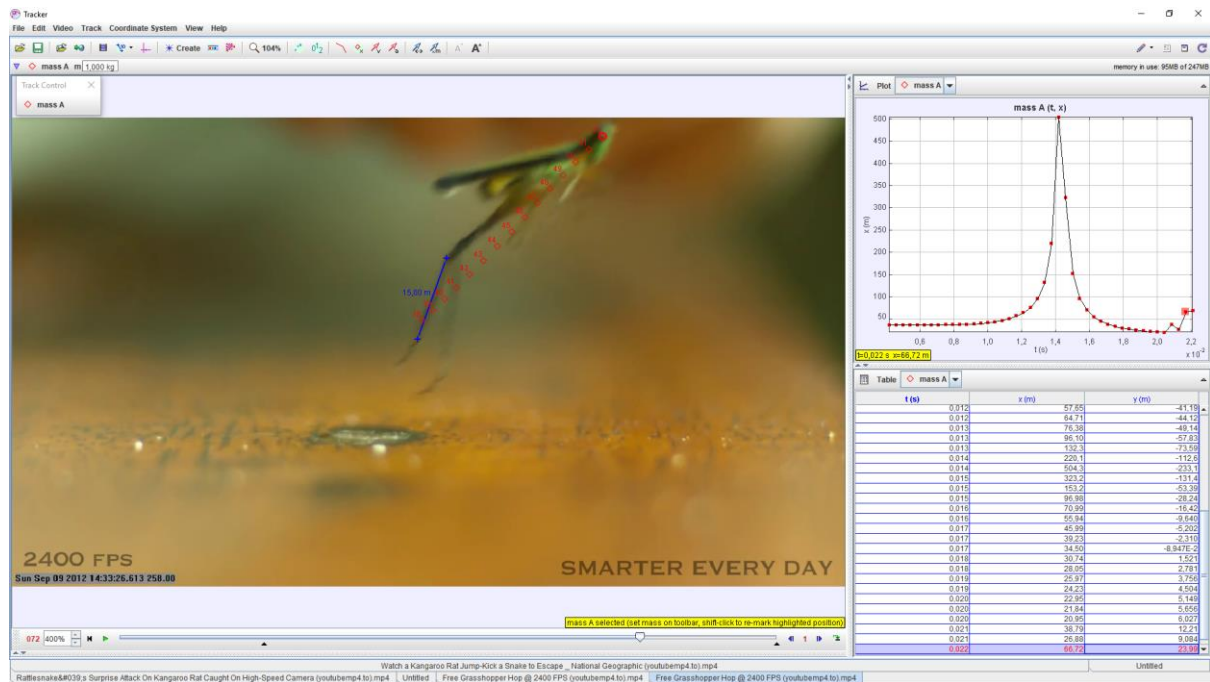 Tracker
File Edit Video Track Coordinate System View Help
Create 104%
mass A m 1,000 kg memory in use: 95MB of 247MB
Track Control
mass A
15,00 m
2400 FPS
SMARTER EVERY DAY
Sun Sep 09 2012 14:33:26.613 258.00
mass A selected (set mass on toolbar, shift-click to re-mark highlighted position)
072 400% 1
Plot mass A
mass A (t, x)
x (m)
500
450
400
350
300
250
200
150
100
50
0,6 0,8 1,0 1,2 1,4 1,6 1,8 2,0 2,2
t (s)
x 10-2
t=0,022 s x=66,72 m
Table mass A
t (s) x (m) y (m)
0,012 57,65 -41,19
0,012 64,71 -44,12
0,013 76,38 -49,14
0,013 96,10 -57,83
0,013 132,3 -73,59
0,014 220,1 -112,6
0,014 504,3 -233,1
0,015 323,2 -131,4
0,015 153,2 -53,39
0,015 96,98 -28,24
0,016 70,99 -16,42
0,016 55,94 -9,640
0,017 45,99 -5,202
0,017 39,23 -2,310
0,017 34,50 -8,947E-2
0,018 30,74 1,521
0,018 28,05 2,781
0,019 25,97 3,756
0,019 24,23 4,504
0,020 22,95 5,149
0,020 21,84 5,656
0,020 20,95 6,027
0,021 38,79 12,21
0,021 26,88 9,084
0,022 66,72 23,99
Watch a Kangaroo Rat Jump-Kick a Snake to Escape _ National Geographic (youtubemp4.to).mp4 Untitled
Rattlesnake&#039;s Surprise Attack On Kangaroo Rat Caught On High-Speed Camera (youtubemp4.to).mp4 Untitled Free Grasshopper Hop @ 2400 FPS (youtubemp4.to).mp4 Free Grasshopper Hop @ 2400 FPS (youtubemp4.to).mp4